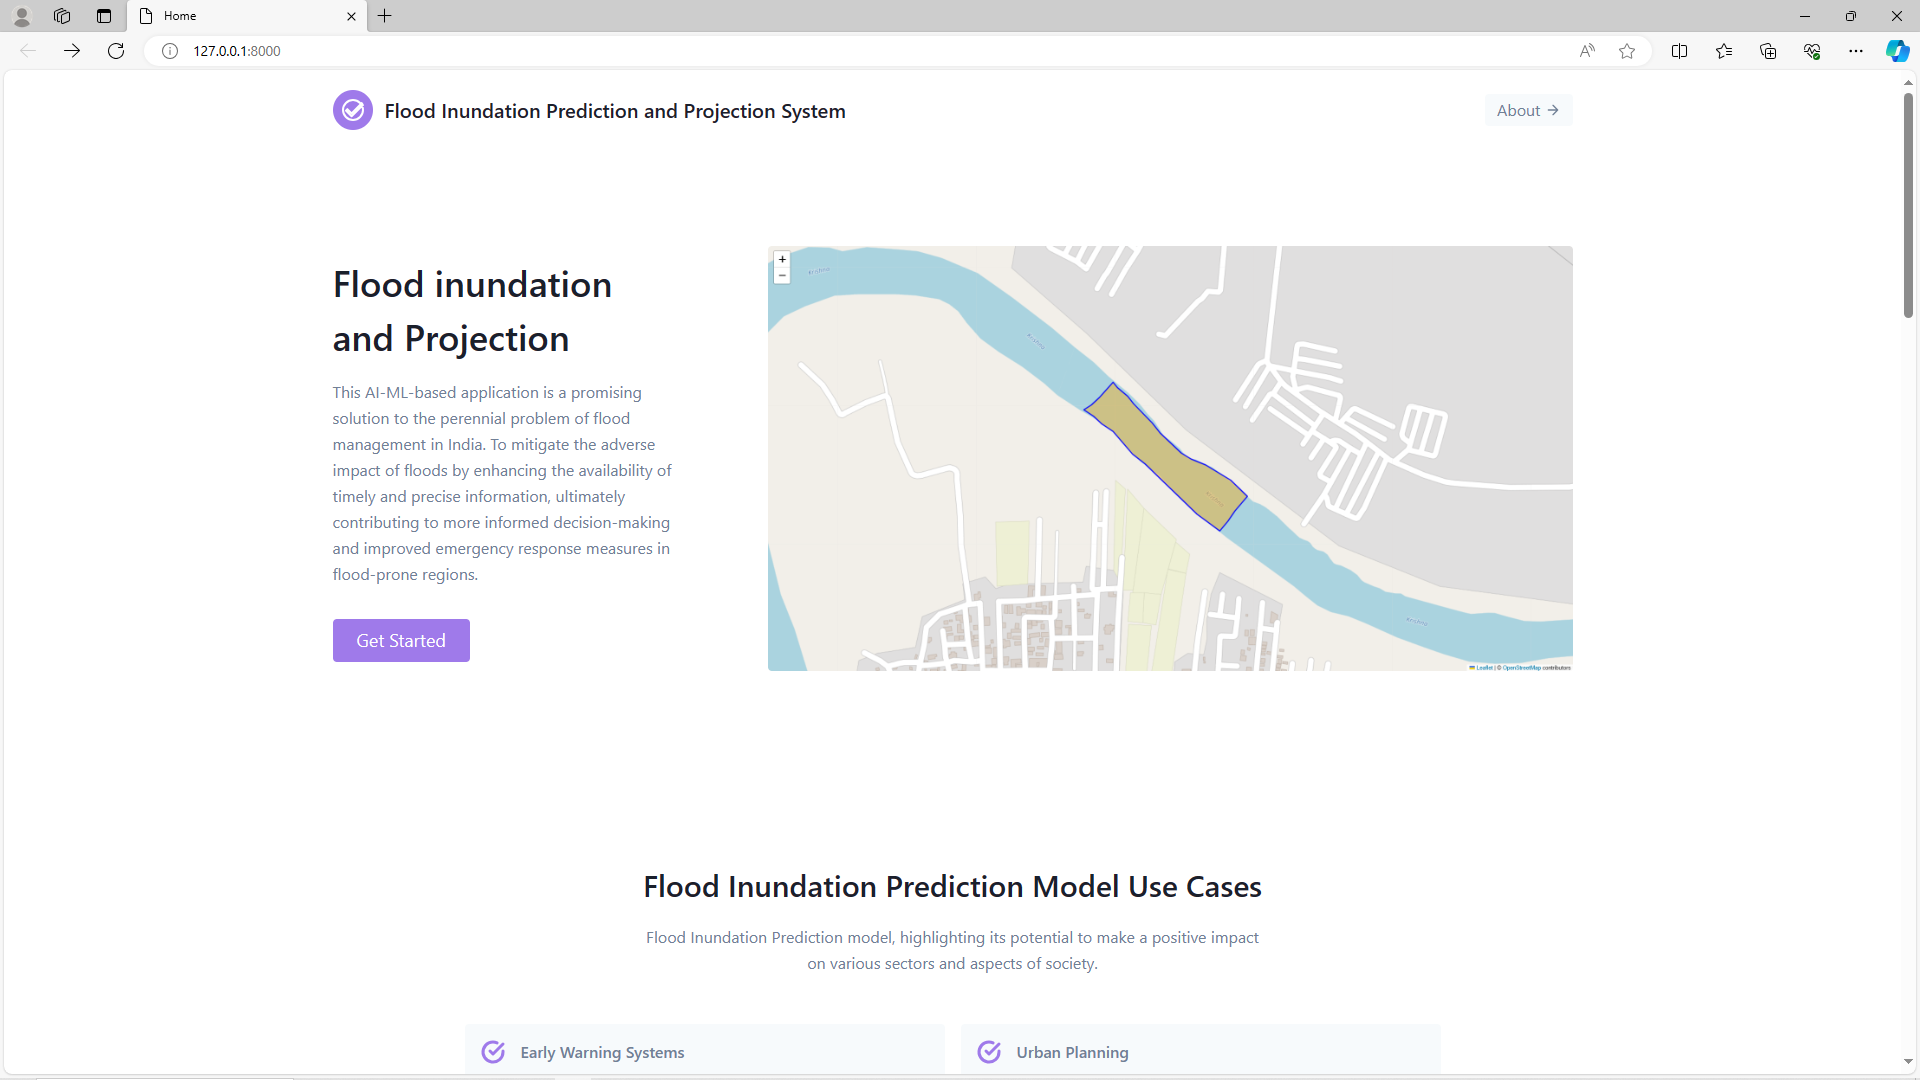 Home
127.0.0.1:8000
Flood Inundation Prediction and Projection System
About
Flood inundation
and Projection
This AI-ML-based application is a promising
solution to the perennial problem of flood
management in India. To mitigate the adverse
impact of floods by enhancing the availability of
timely and precise information, ultimately
contributing to more informed decision-making
and improved emergency response measures in
flood-prone regions.
Get Started
+
−
Leaflet | © OpenStreetMap contributors
Flood Inundation Prediction Model Use Cases
Flood Inundation Prediction model, highlighting its potential to make a positive impact
on various sectors and aspects of society.
Early Warning Systems
Urban Planning